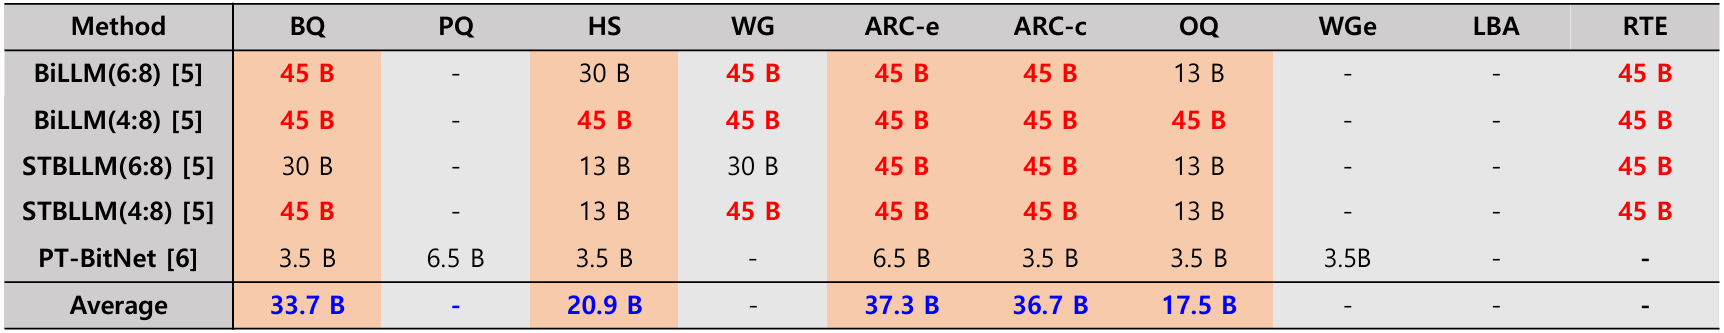 Method BQ PQ HS WG ARC-e ARC-c OQ WGe LBA RTE
BiLLM(6:8) [5] 45 B - 30 B 45 B 45 B 45 B 13 B - - 45 B
BiLLM(4:8) [5] 45 B - 45 B 45 B 45 B 45 B 45 B - - 45 B
STBLLM(6:8) [5] 30 B - 13 B 30 B 45 B 45 B 13 B - - 45 B
STBLLM(4:8) [5] 45 B - 13 B 45 B 45 B 45 B 13 B - - 45 B
PT-BitNet [6] 3.5 B 6.5 B 3.5 B - 6.5 B 3.5 B 3.5 B 3.5B - -
Average 33.7 B - 20.9 B - 37.3 B 36.7 B 17.5 B - - -